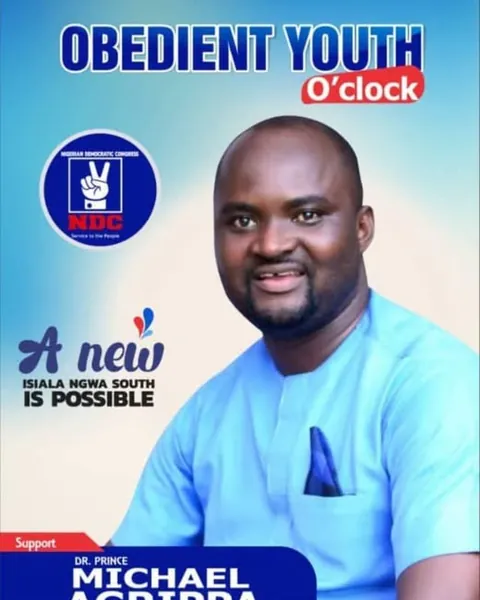 OBEDIENT YOUTH
O'clock
NIGERIAN DEMOCRATIC CONGRESS
NDC
Service to the People
A new
ISIALA NGWA SOUTH
IS POSSIBLE
Support
DR. PRINCE
MICHAEL
AGRIPPA